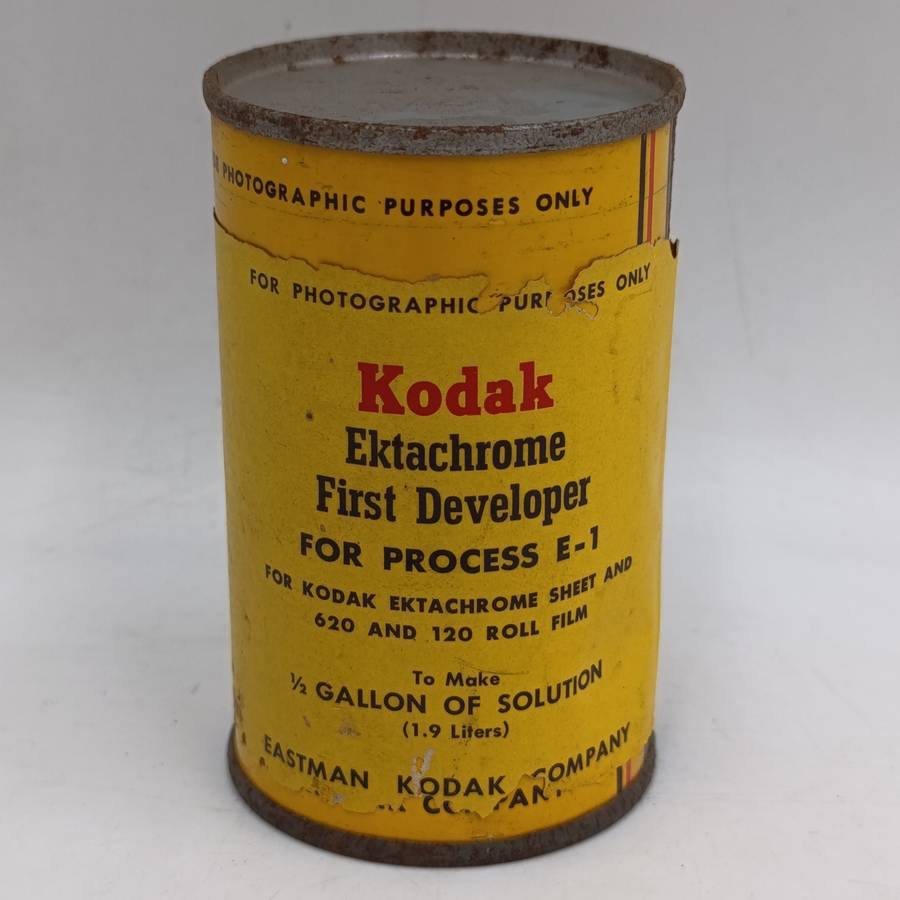 PHOTOGRAPHIC PURPOSES ONLY
FOR PHOTOGRAPHIC PURPOSES ONLY
Kodak
Ektachrome
First Developer
FOR PROCESS E-1
FOR KODAK EKTACHROME SHEET AND
620 AND 120 ROLL FILM
To Make
½ GALLON OF SOLUTION
(1.9 Liters)
EASTMAN KODAK COMPANY
COMPANY